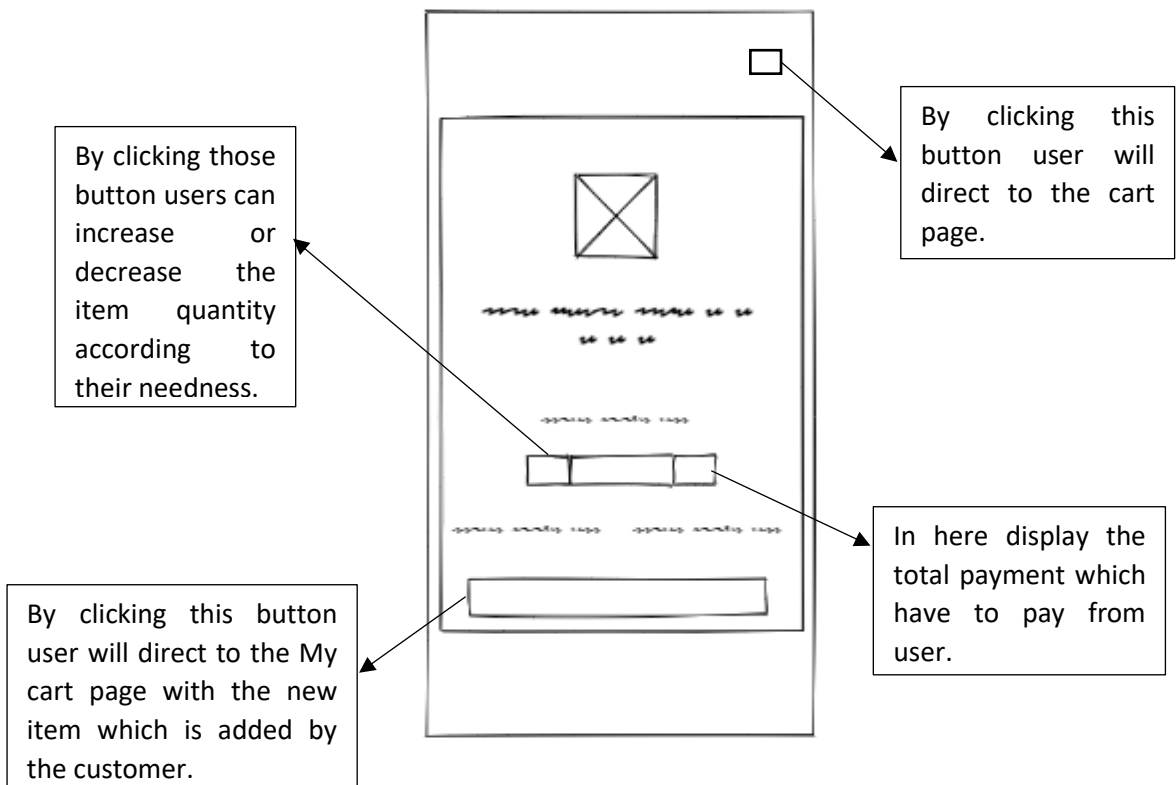 By clicking this
button user will
direct to the cart
page.
By clicking those
button users can
increase or
decrease the
item quantity
according to
their needness.
In here display the
total payment which
have to pay from
user.
By clicking this button
user will direct to the My
cart page with the new
item which is added by
the customer.